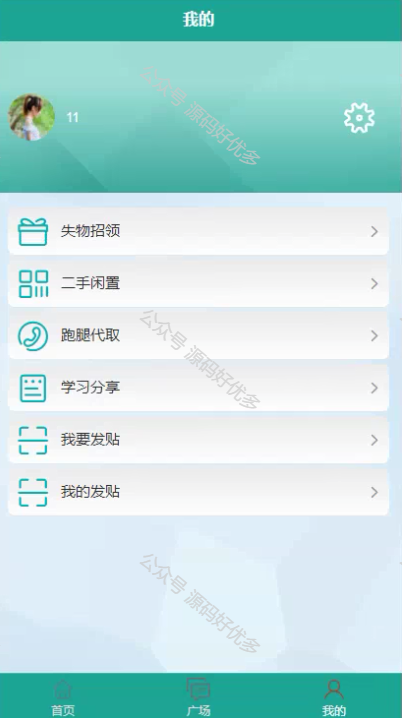 我的
公众号 源码好优多
11
失物招领
二手闲置
跑腿代取
公众号 源码好优多
学习分享
我要发贴
我的发贴
公众号 源码好优多
首页
广场
我的